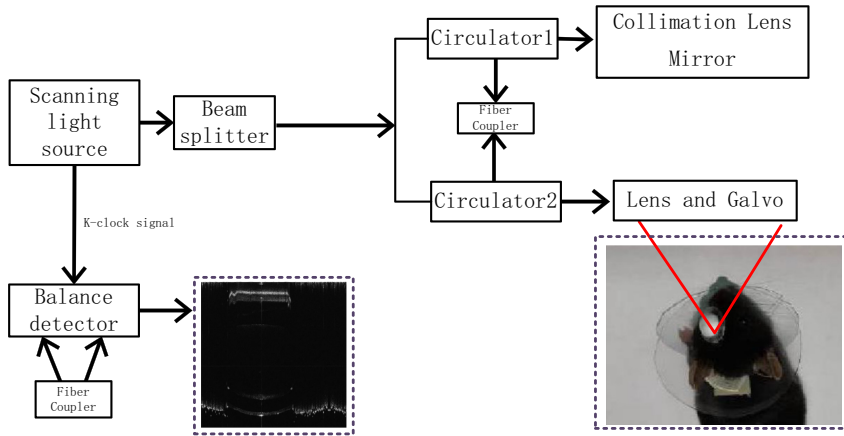 Circulator1
Collimation Lens
Mirror
Scanning
light
source
Beam
splitter
Fiber
Coupler
Circulator2
Lens and Galvo
K-clock signal
Balance
detector
Fiber
Coupler